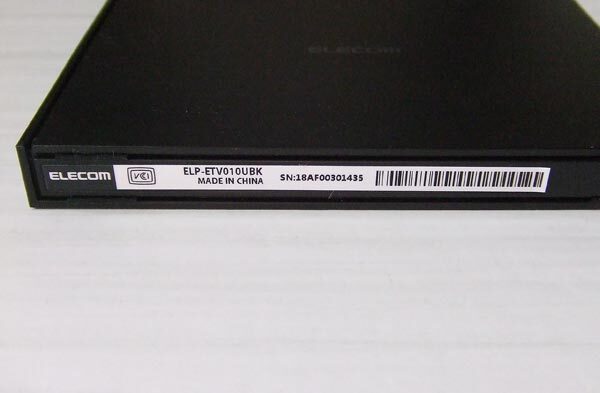 ELECOM
ELECOM
VCI
ELP-ETV010UBK
MADE IN CHINA
SN:18AF00301435